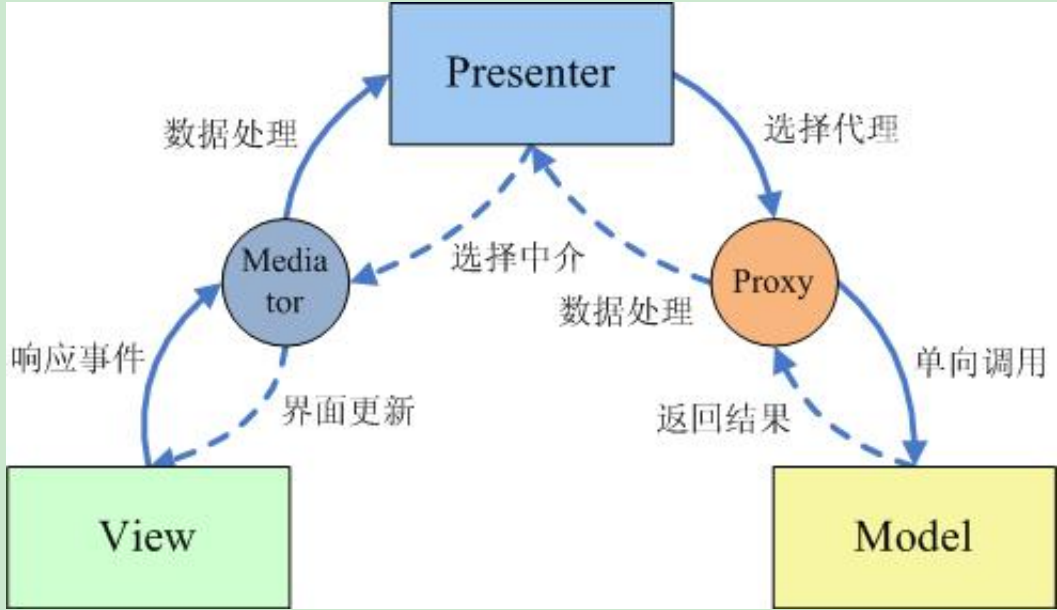 Presenter
数据处理
选择代理
Media
tor
选择中介
Proxy
数据处理
响应事件
单向调用
界面更新
返回结果
View
Model